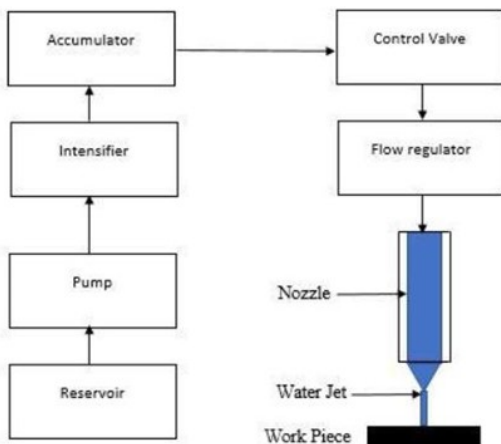 Accumulator
Control Valve
Intensifier
Flow regulator
Pump
Nozzle
Reservoir
Water Jet
Work Piece